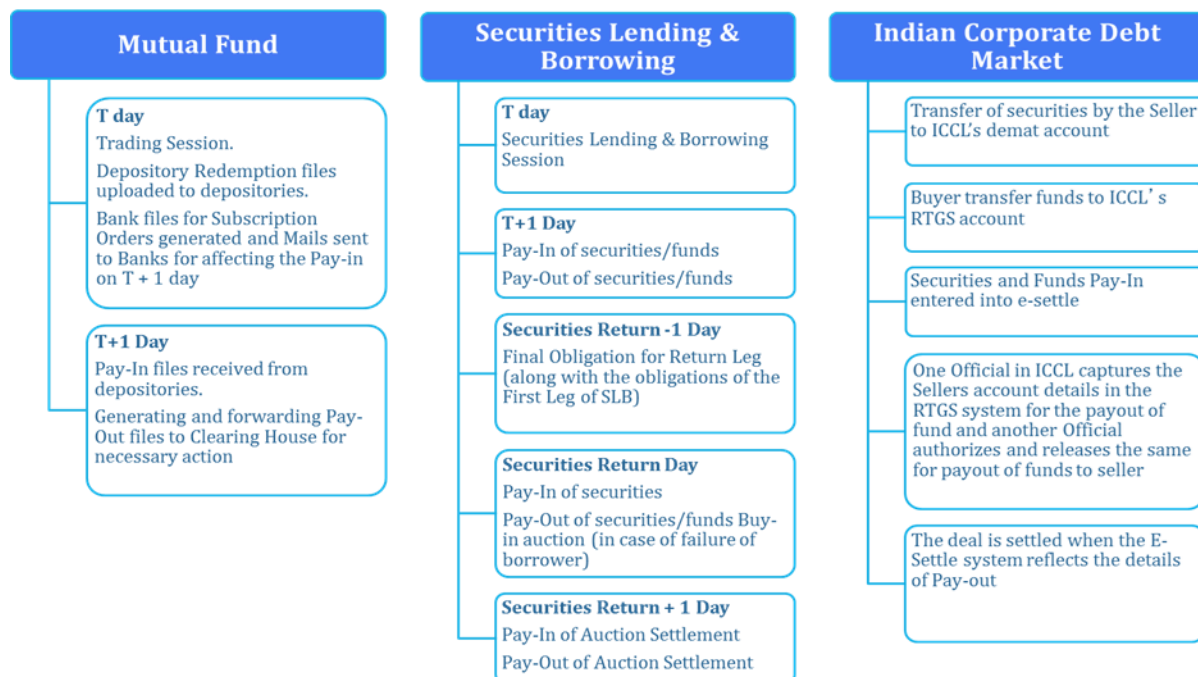 Mutual Fund
T day
Trading Session.
Depository Redemption files
uploaded to depositories.
Bank files for Subscription
Orders generated and Mails sent
to Banks for affecting the Pay-in
on T + 1 day
T+1 Day
Pay-In files received from
depositories.
Generating and forwarding Pay-
Out files to Clearing House for
necessary action
Securities Lending &
Borrowing
T day
Securities Lending & Borrowing
Session
T+1 Day
Pay-In of securities/funds
Pay-Out of securities/funds
Securities Return -1 Day
Final Obligation for Return Leg
(along with the obligations of the
First Leg of SLB)
Securities Return Day
Pay-In of securities
Pay-Out of securities/funds Buy-
in auction (in case of failure of
borrower)
Securities Return + 1 Day
Pay-In of Auction Settlement
Pay-Out of Auction Settlement
Indian Corporate Debt
Market
Transfer of securities by the Seller
to ICCL's demat account
Buyer transfer funds to ICCL’s
RTGS account
Securities and Funds Pay-In
entered into e-settle
One Official in ICCL captures the
Sellers account details in the
RTGS system for the payout of
fund and another Official
authorizes and releases the same
for payout of funds to seller
The deal is settled when the E-
Settle system reflects the details
of Pay-out